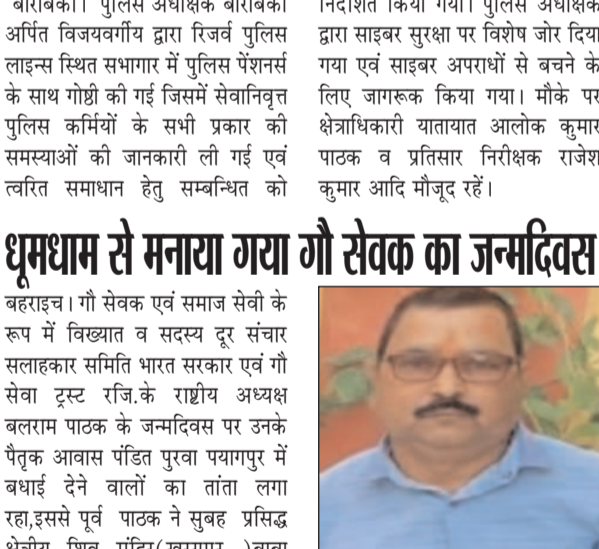 बाराबंकी। पुलिस अधीक्षक बाराबंकी
अर्पित विजयवर्गीय द्वारा रिजर्व पुलिस
लाइन्स स्थित सभागार में पुलिस पेंशनर्स
के साथ गोष्ठी की गई जिसमें सेवानिवृत्त
पुलिस कर्मियों के सभी प्रकार की
समस्याओं की जानकारी ली गई एवं
त्वरित समाधान हेतु सम्बन्धित को
निर्देशित किया गया। पुलिस अधीक्षक
द्वारा साइबर सुरक्षा पर विशेष जोर दिया
गया एवं साइबर अपराधों से बचने के
लिए जागरूक किया गया। मौके पर
क्षेत्राधिकारी यातायात आलोक कुमार
पाठक व प्रतिसार निरीक्षक राजेश
कुमार आदि मौजूद रहें।
धूमधाम से मनाया गया गौ सेवक का जन्मदिवस
बहराइच। गौ सेवक एवं समाज सेवी के
रूप में विख्यात व सदस्य दूर संचार
सलाहकार समिति भारत सरकार एवं गौ
सेवा ट्रस्ट रजि.के राष्ट्रीय अध्यक्ष
बलराम पाठक के जन्मदिवस पर उनके
पैतृक आवास पंडित पुरवा पयागपुर में
बधाई देने वालों का तांता लगा
रहा,इससे पूर्व पाठक ने सुबह प्रसिद्ध
क्षेत्रीय शिव मंदिर